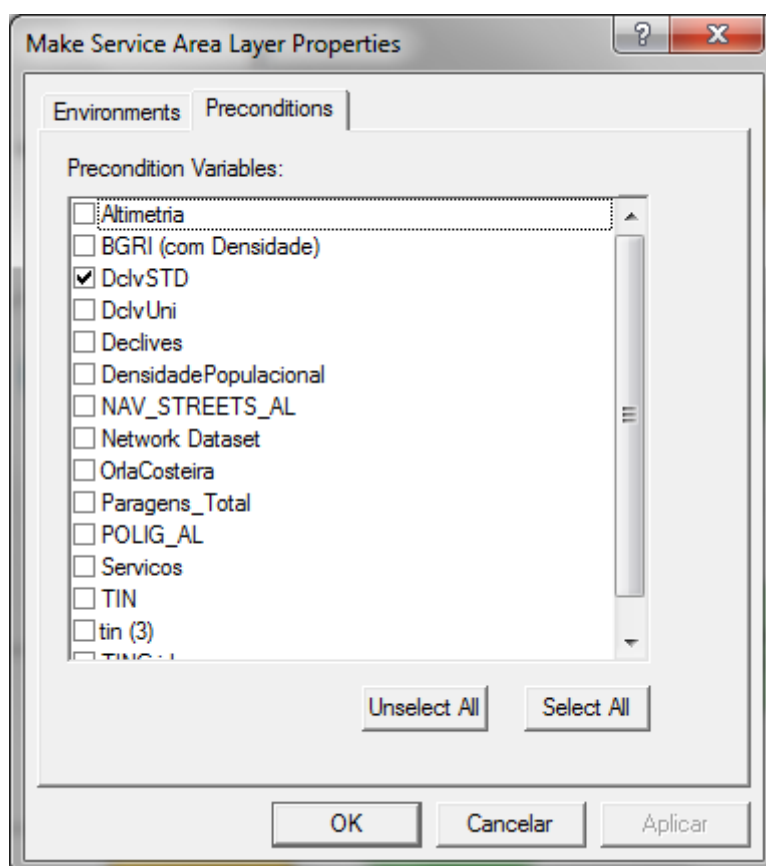 Make Service Area Layer Properties
Environments Preconditions
Precondition Variables:
Altimetria
BGRI (com Densidade)
DclvSTD
DclvUni
Declives
DensidadePopulacional
NAV_STREETS_AL
Network Dataset
OrlaCosteira
Paragens_Total
POLIG_AL
Servicos
TIN
tin (3)
Unselect All Select All
OK Cancelar Aplicar